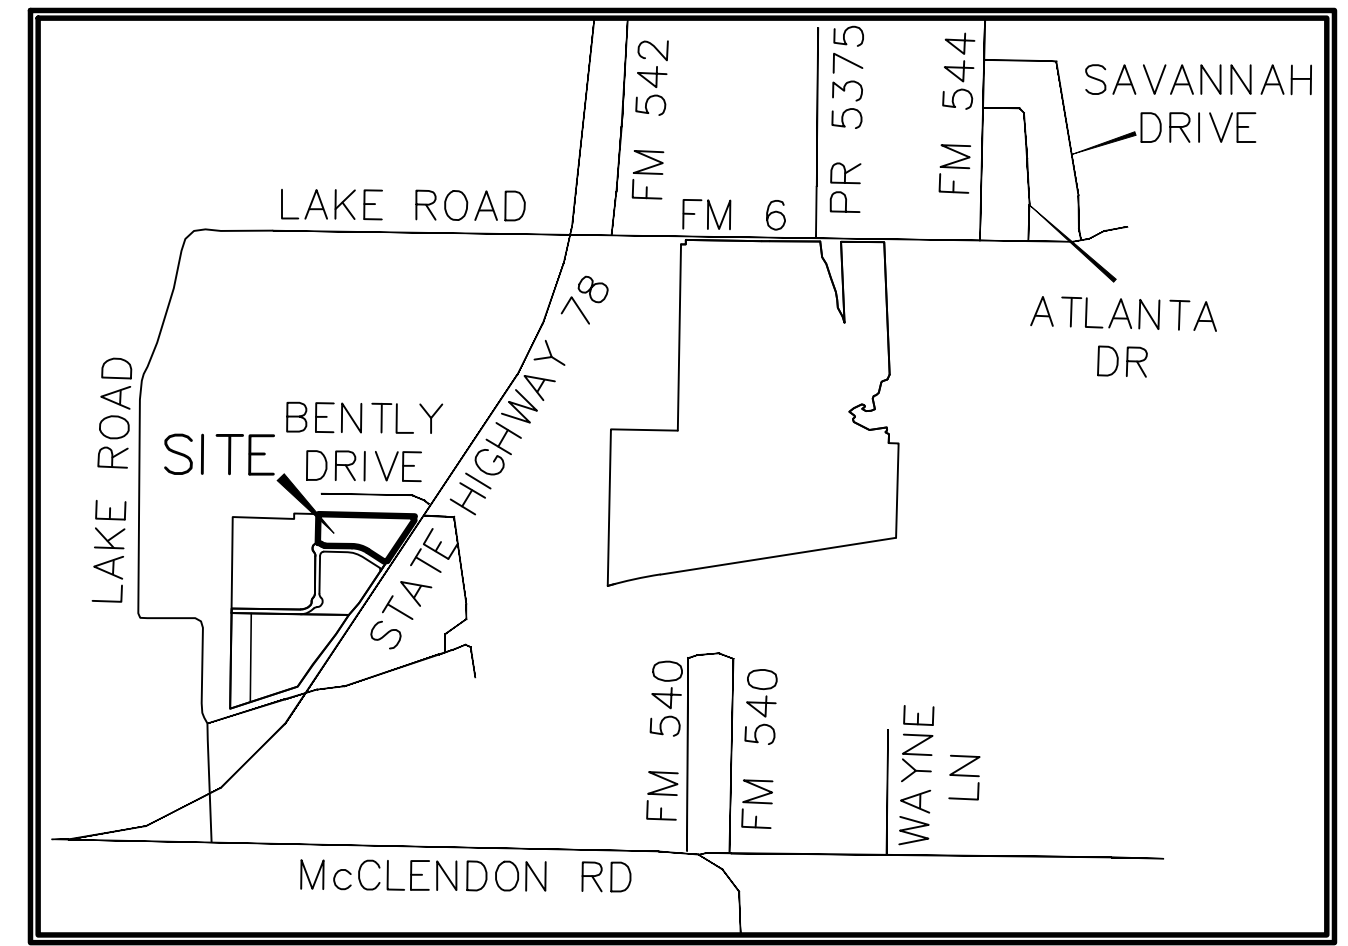 FM 542
PR 5375
FM 544
SAVANNAH
DRIVE
LAKE ROAD
FM 6
ATLANTA
DR
STATE HIGHWAY 78
LAKE ROAD
BENTLY
DRIVE
SITE
FM 540
FM 540
WAYNE
LN
McCLENDON RD